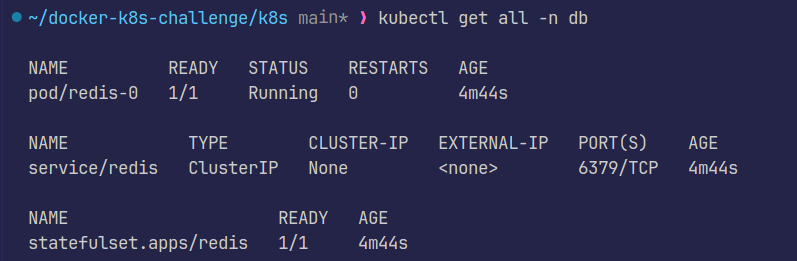 ~/docker-k8s-challenge/k8s main* ❯ kubectl get all -n db
NAME READY STATUS RESTARTS AGE
pod/redis-0 1/1 Running 0 4m44s
NAME TYPE CLUSTER-IP EXTERNAL-IP PORT(S) AGE
service/redis ClusterIP None <none> 6379/TCP 4m44s
NAME READY AGE
statefulset.apps/redis 1/1 4m44s